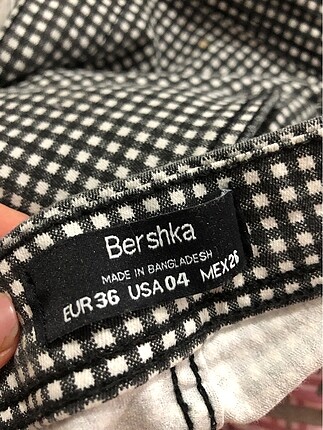 Bershka
MADE IN BANGLADESH
EUR 36 USA 04 MEX 26